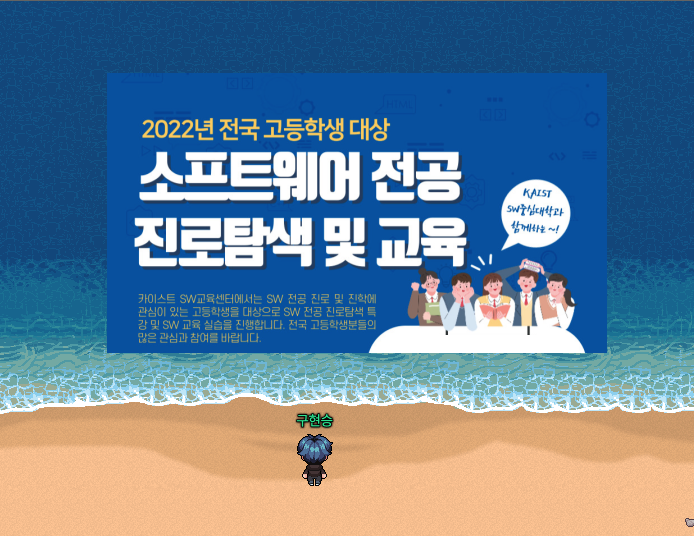 2022년 전국 고등학생 대상
소프트웨어 전공
진로탐색 및 교육
KAIST
SW중심대학과
함께하는~!
카이스트 SW교육센터에서는 SW 전공 진로 및 진학에
관심이 있는 고등학생을 대상으로 SW 전공 진로탐색 특
강 및 SW 교육 실습을 진행합니다. 전국 고등학생분들의
많은 관심과 참여를 바랍니다.
구현승